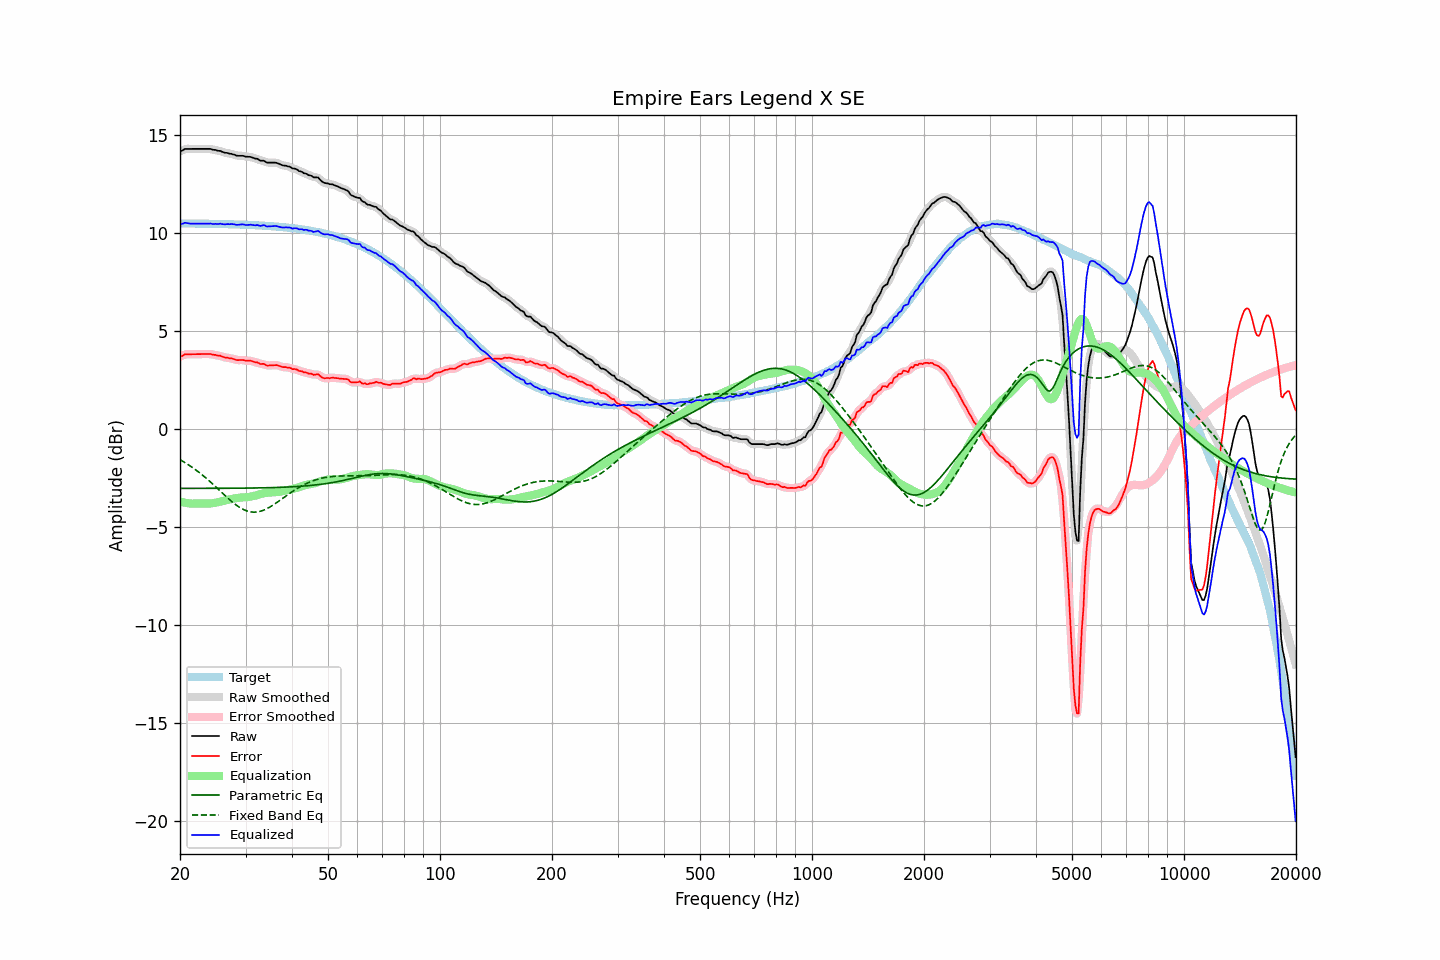 Empire Ears Legend X SE
15
10
5
0
−5
−10
−15
−20
Amplitude (dBr)
20
50
100
200
500
1000
2000
5000
10000
20000
Frequency (Hz)
Target
Raw Smoothed
Error Smoothed
Raw
Error
Equalization
Parametric Eq
Fixed Band Eq
Equalized